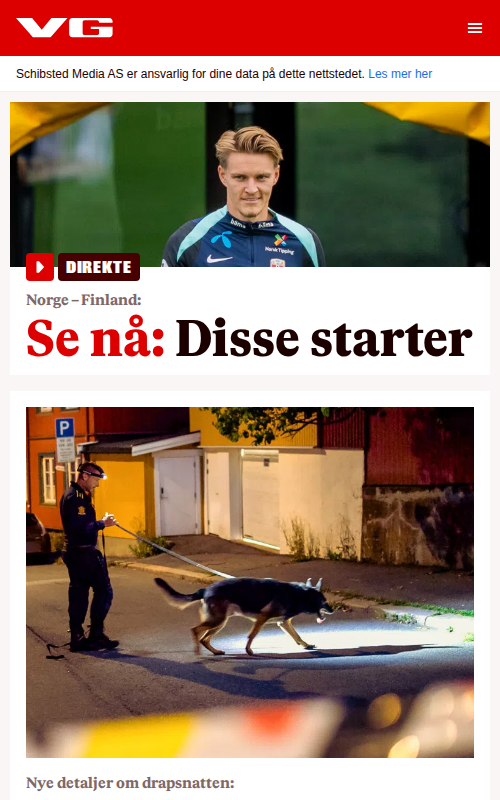 VG
Schibsted Media AS er ansvarlig for dine data på dette nettstedet. Les mer her
DIREKTE
Norge – Finland:
Se nå: Disse starter
P
Nye detaljer om drapsnatten: